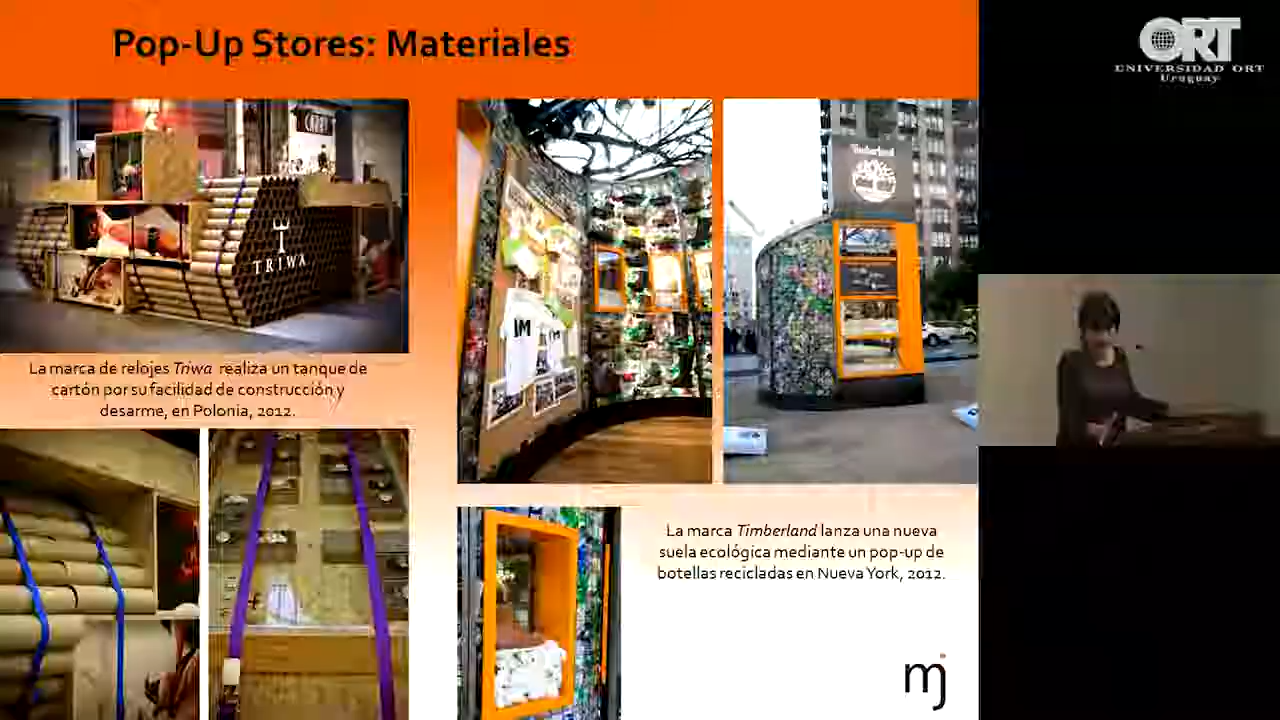 Pop-Up Stores: Materiales
ORT
UNIVERSIDAD ORT
Uruguay
TRIWA
Timberland
IM
La marca de relojes Triwa realiza un tanque de
cartón por su facilidad de construcción y
desarme, en Polonia, 2012.
La marca Timberland lanza una nueva
suela ecológica mediante un pop-up de
botellas recicladas en Nueva York, 2012.
mj